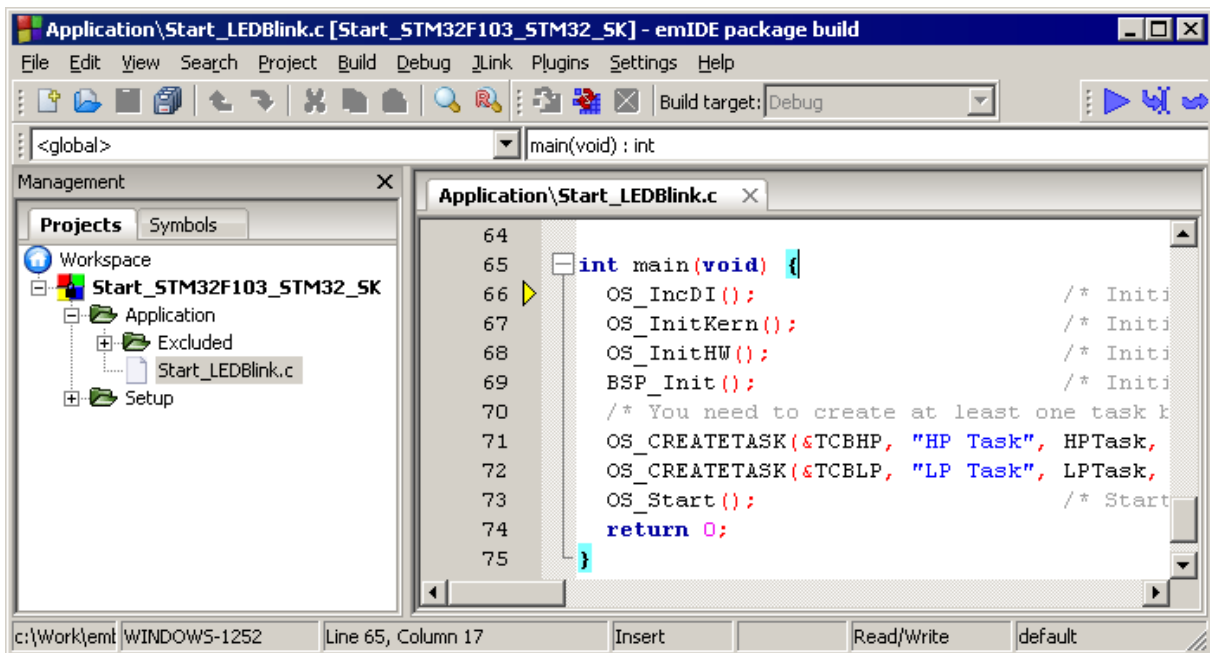 Application\Start_LEDBlink.c [Start_STM32F103_STM32_SK] - emIDE package build
File Edit View Search Project Build Debug JLink Plugins Settings Help
Build target: Debug
<global> main(void) : int
Management
Application\Start_LEDBlink.c
Projects Symbols
Workspace
Start_STM32F103_STM32_SK
Application
Excluded
Start_LEDBlink.c
Setup
64
65 int main(void) {
66 OS_IncDI(); /* Initi
67 OS_InitKern(); /* Initi
68 OS_InitHW(); /* Initi
69 BSP_Init(); /* Initi
70 /* You need to create at least one task
71 OS_CREATETASK(&TCBHP, "HP Task", HPTask,
72 OS_CREATETASK(&TCBLP, "LP Task", LPTask,
73 OS_Start(); /* Start
74 return 0;
75 }
c:\Work\emb WINDOWS-1252 Line 65, Column 17 Insert Read/Write default